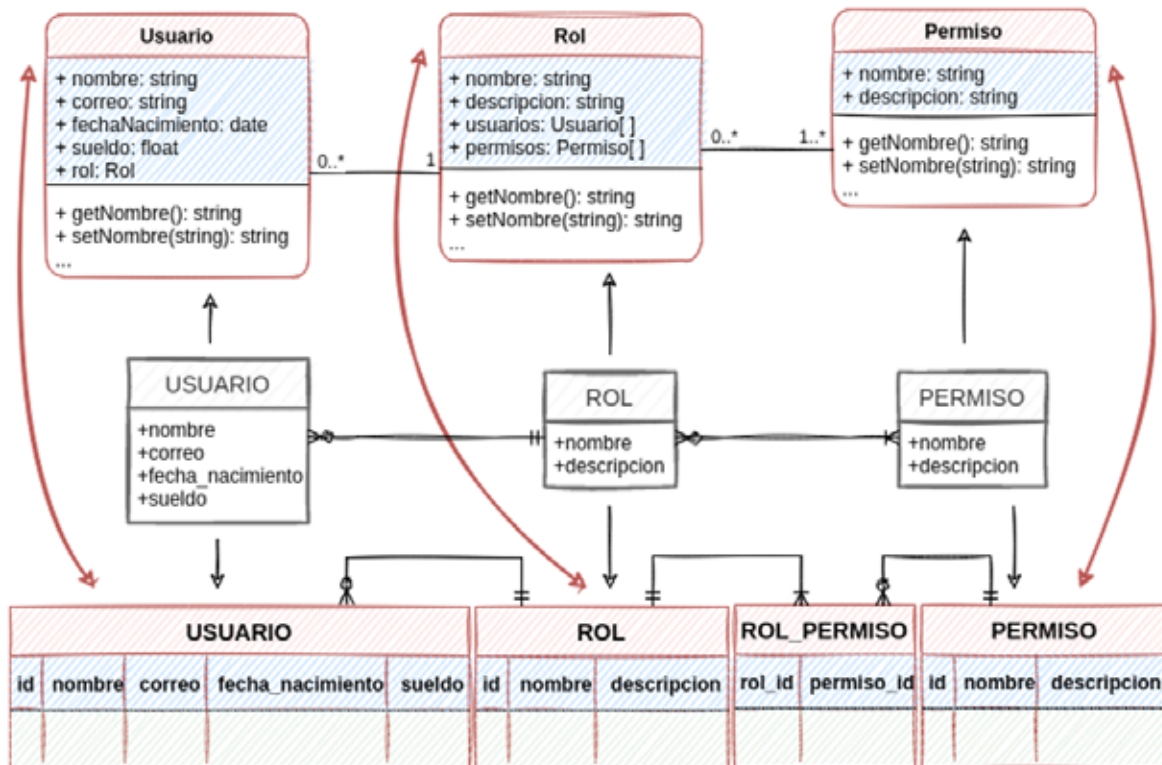 Usuario
+ nombre: string
+ correo: string
+ fechaNacimiento: date
+ sueldo: float
+ rol: Rol
+ getNombre(): string
+ setNombre(string): string
...
0..*
1
Rol
+ nombre: string
+ descripcion: string
+ usuarios: Usuario[ ]
+ permisos: Permiso[ ]
+ getNombre(): string
+ setNombre(string): string
...
0..*
1..*
Permiso
+ nombre: string
+ descripcion: string
+ getNombre(): string
+ setNombre(string): string
...
USUARIO
+nombre
+correo
+fecha_nacimiento
+sueldo
ROL
+nombre
+descripcion
PERMISO
+nombre
+descripcion
USUARIO
id nombre correo fecha_nacimiento sueldo
ROL
id nombre descripcion
ROL_PERMISO
rol_id permiso_id
PERMISO
id nombre descripcion